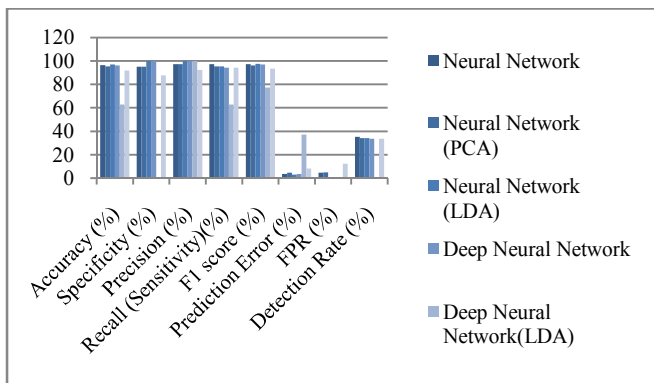 120
100
80
60
40
20
0
Accuracy (%)
Specificity (%)
Precision (%)
Recall (Sensitivity)(%)
F1 score (%)
Prediction Error (%)
FPR (%)
Detection Rate (%)
Neural Network
Neural Network
(PCA)
Neural Network
(LDA)
Deep Neural Network
Deep Neural
Network(LDA)